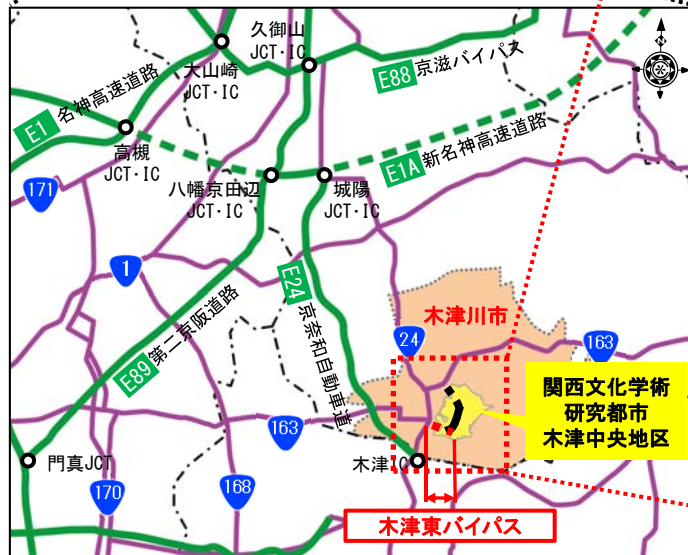 久御山
JCT・IC
大山崎
JCT・IC
E88 京滋バイパス
N
E1 名神高速道路
高槻
JCT・IC
E1A 新名神高速道路
171
八幡京田辺
JCT・IC
城陽
JCT・IC
1
E24 京奈和自動車道
木津川市
24
163
E89 第二京阪道路
関西文化学術
研究都市
木津中央地区
163
門真JCT
木津IC
170
168
木津東バイパス